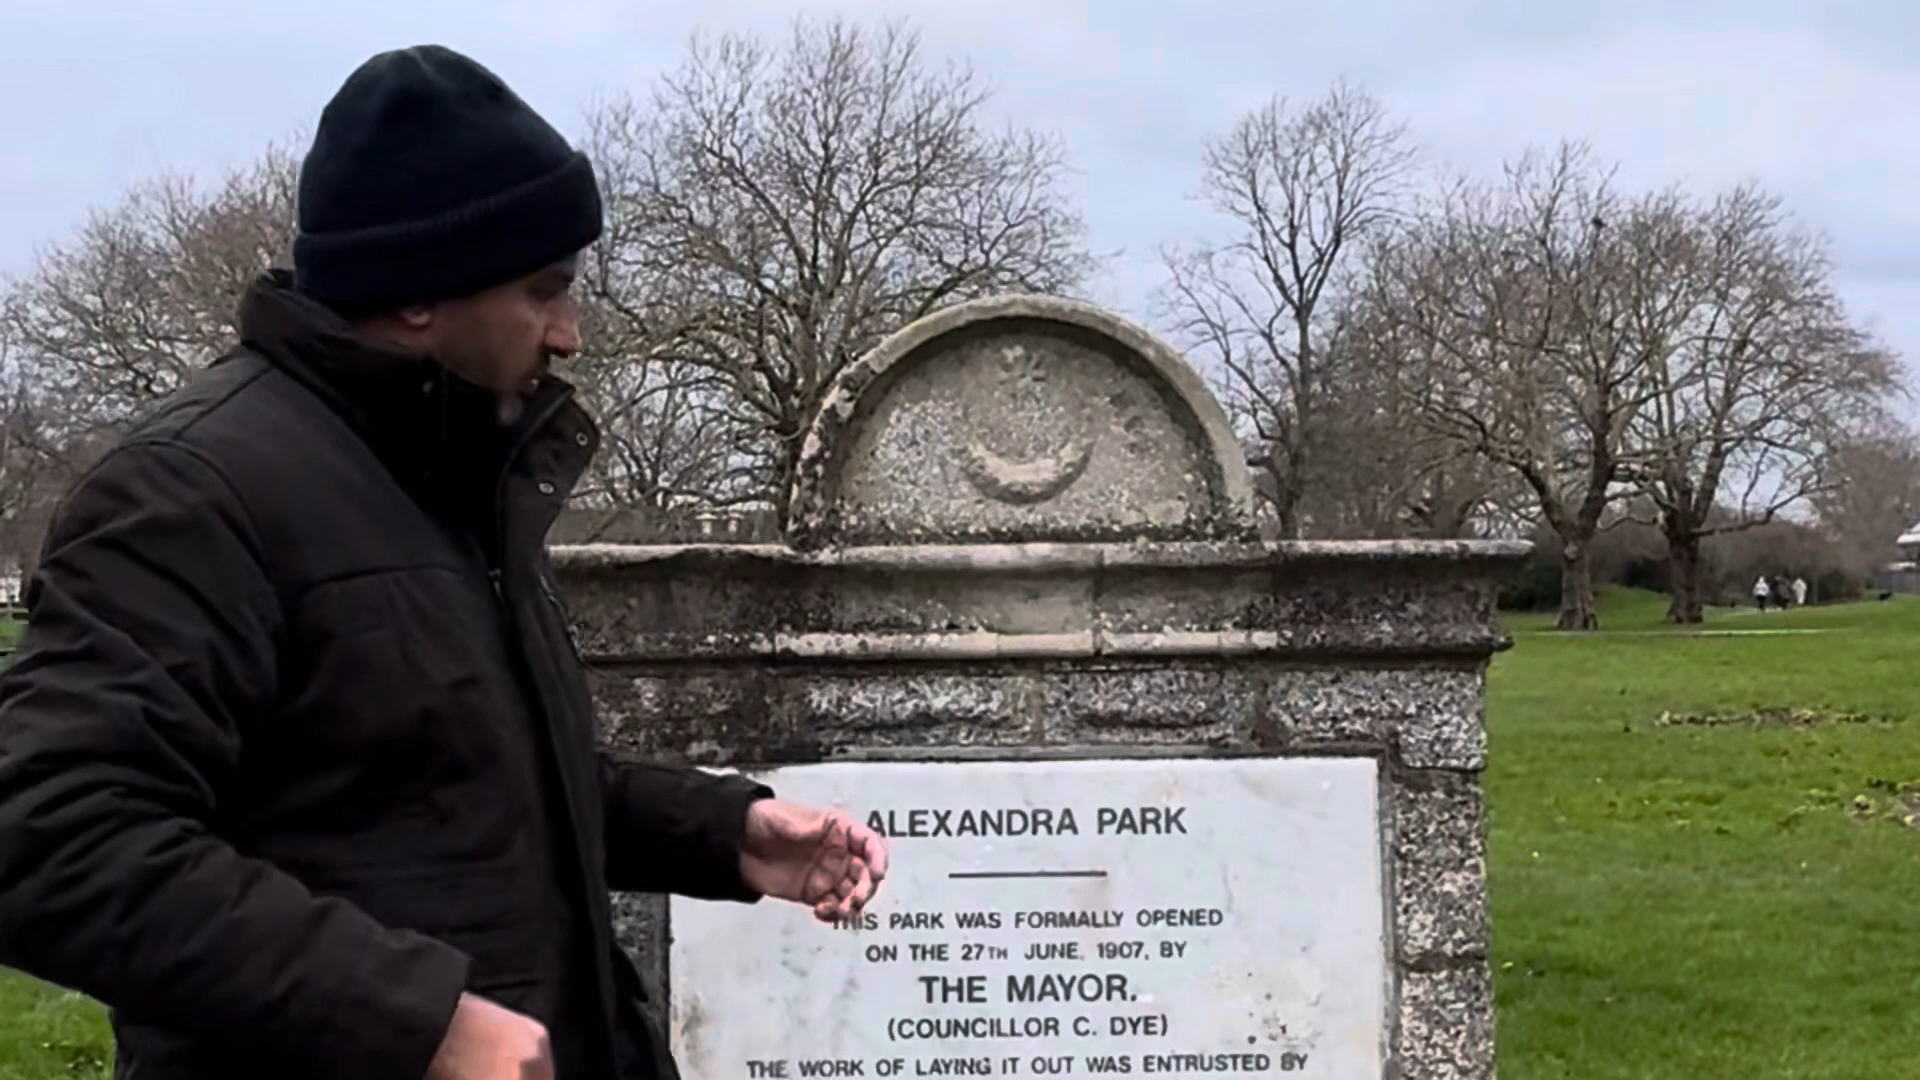 ALEXANDRA PARK
THIS PARK WAS FORMALLY OPENED
ON THE 27TH JUNE, 1907, BY
THE MAYOR.
(COUNCILLOR C. DYE)
THE WORK OF LAYING IT OUT WAS ENTRUSTED BY